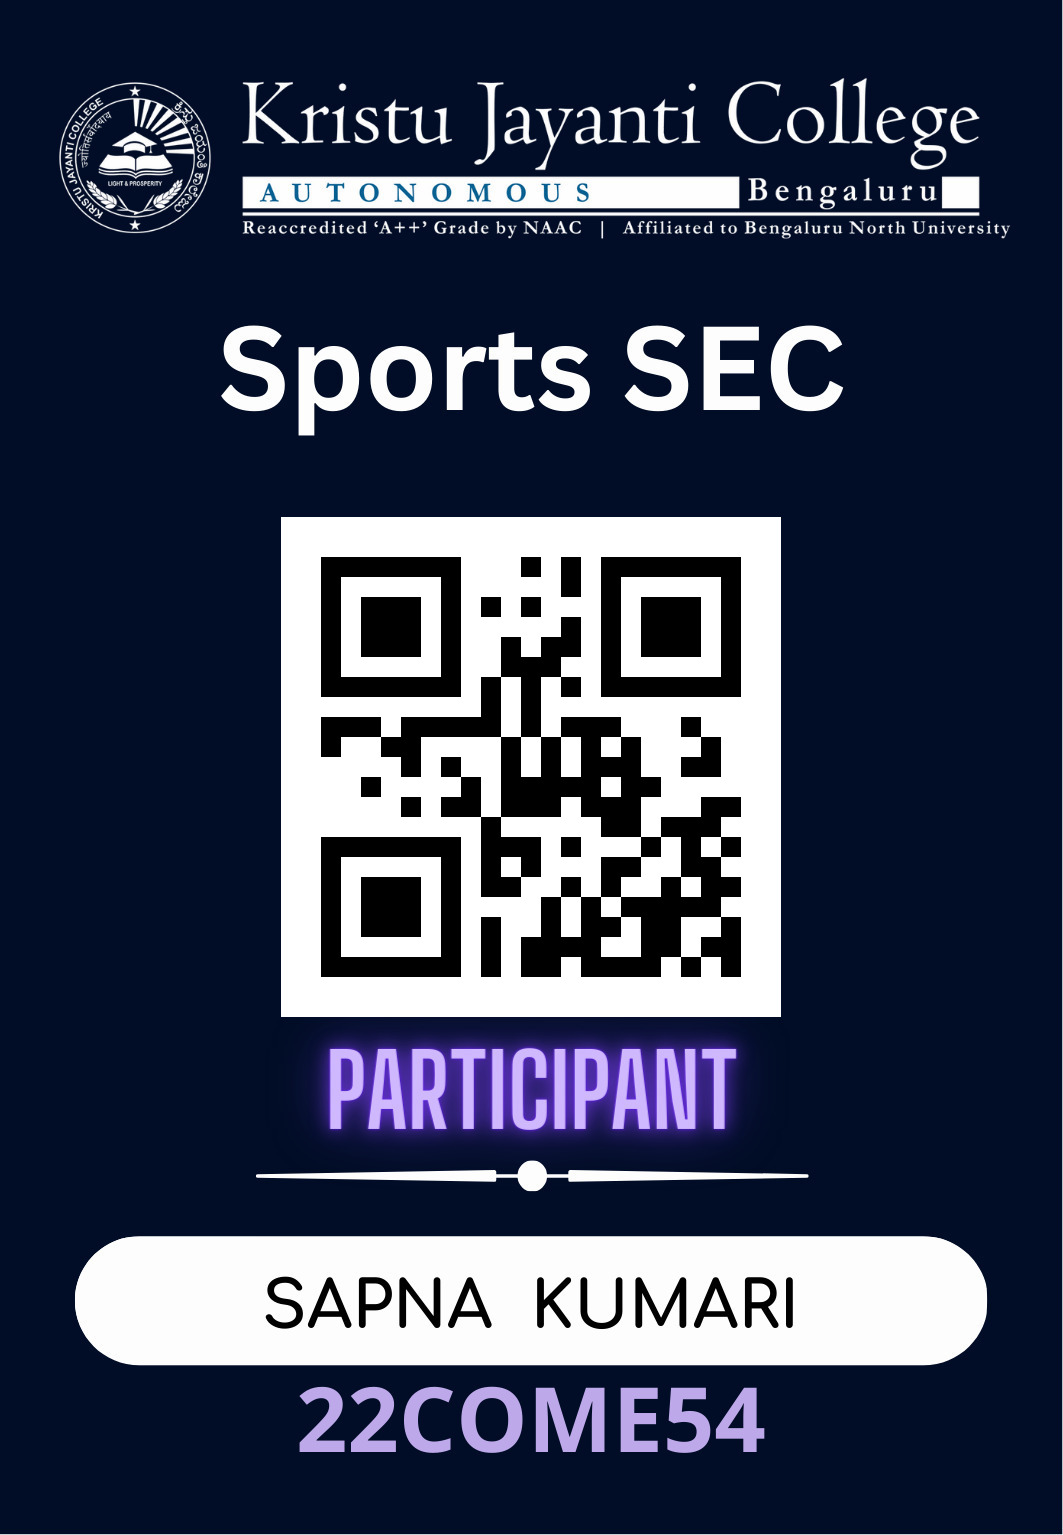 KRISTU JAYANTI COLLEGE
LIGHT & PROSPERITY
Kristu Jayanti College
AUTONOMOUS Bengaluru
Reaccredited ‘A++’ Grade by NAAC | Affiliated to Bengaluru North University
Sports SEC
PARTICIPANT
SAPNA KUMARI
22COME54